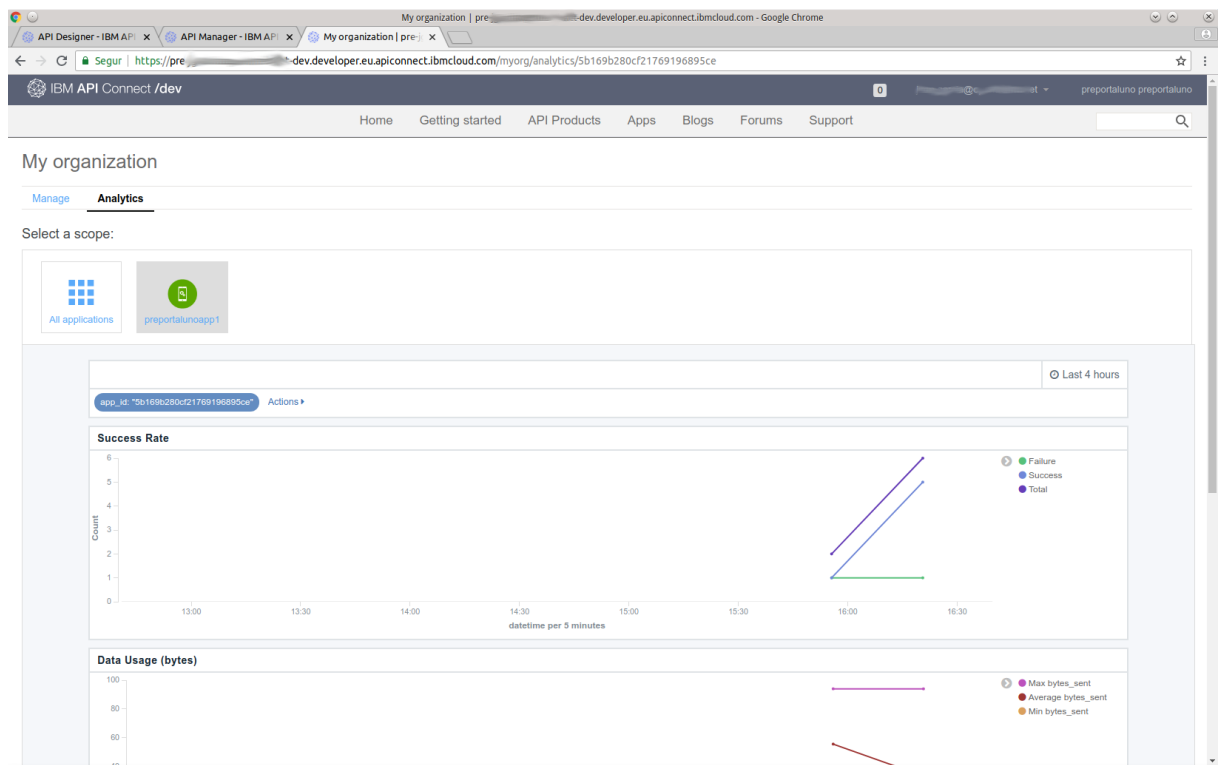 My organization | pre -dev.developer.eu.apiconnect.ibmcloud.com - Google Chrome
API Designer - IBM API x API Manager - IBM API x My organization | pre-j x
Segur | https://pre -dev.developer.eu.apiconnect.ibmcloud.com/myorg/analytics/5b169b280cf21769196895ce
IBM API Connect /dev 0 preportaluno preportaluno
Home Getting started API Products Apps Blogs Forums Support
My organization
Manage Analytics
Select a scope:
All applications preportalunoapp1
Last 4 hours
app_id: "5b169b280cf21769196895ce" Actions
Success Rate
6
5
4
3
2
1
0
Count
13:00 13:30 14:00 14:30 15:00 15:30 16:00 16:30
datetime per 5 minutes
Failure
Success
Total
Data Usage (bytes)
100
80
60
Max bytes_sent
Average bytes_sent
Min bytes_sent